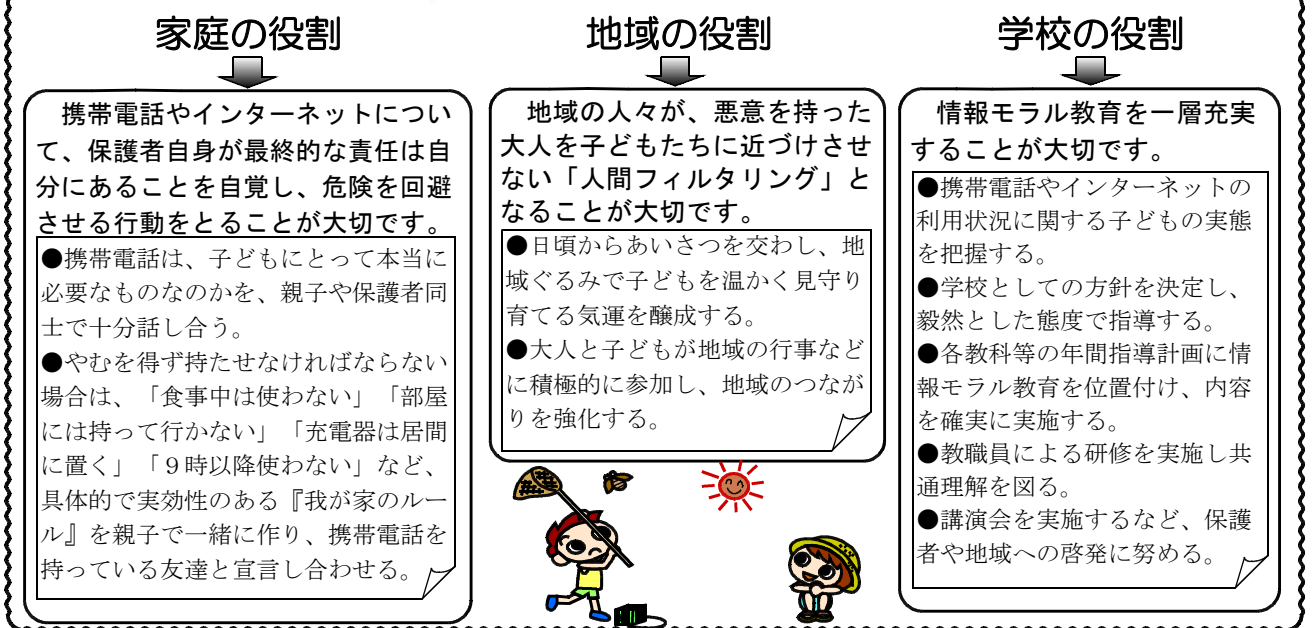 家庭の役割
携帯電話やインターネットについ
て、保護者自身が最終的な責任は自
分にあることを自覚し、危険を回避
させる行動をとることが大切です。
●携帯電話は、子どもにとって本当に
必要なものなのかを、親子や保護者同
士で十分話し合う。
●やむを得ず持たせなければならない
場合は、「食事中は使わない」「部屋
には持って行かない」「充電器は居間
に置く」「９時以降使わない」など、
具体的で実効性のある『我が家のルー
ル』を親子で一緒に作り、携帯電話を
持っている友達と宣言し合わせる。
地域の役割
地域の人々が、悪意を持った
大人を子どもたちに近づけさせ
ない「人間フィルタリング」と
なることが大切です。
●日頃からあいさつを交わし、地
域ぐるみで子どもを温かく見守り
育てる気運を醸成する。
●大人と子どもが地域の行事など
に積極的に参加し、地域のつなが
りを強化する。
学校の役割
情報モラル教育を一層充実
することが大切です。
●携帯電話やインターネットの
利用状況に関する子どもの実態
を把握する。
●学校としての方針を決定し、
毅然とした態度で指導する。
●各教科等の年間指導計画に情
報モラル教育を位置付け、内容
を確実に実施する。
●教職員による研修を実施し共
通理解を図る。
●講演会を実施するなど、保護
者や地域への啓発に努める。